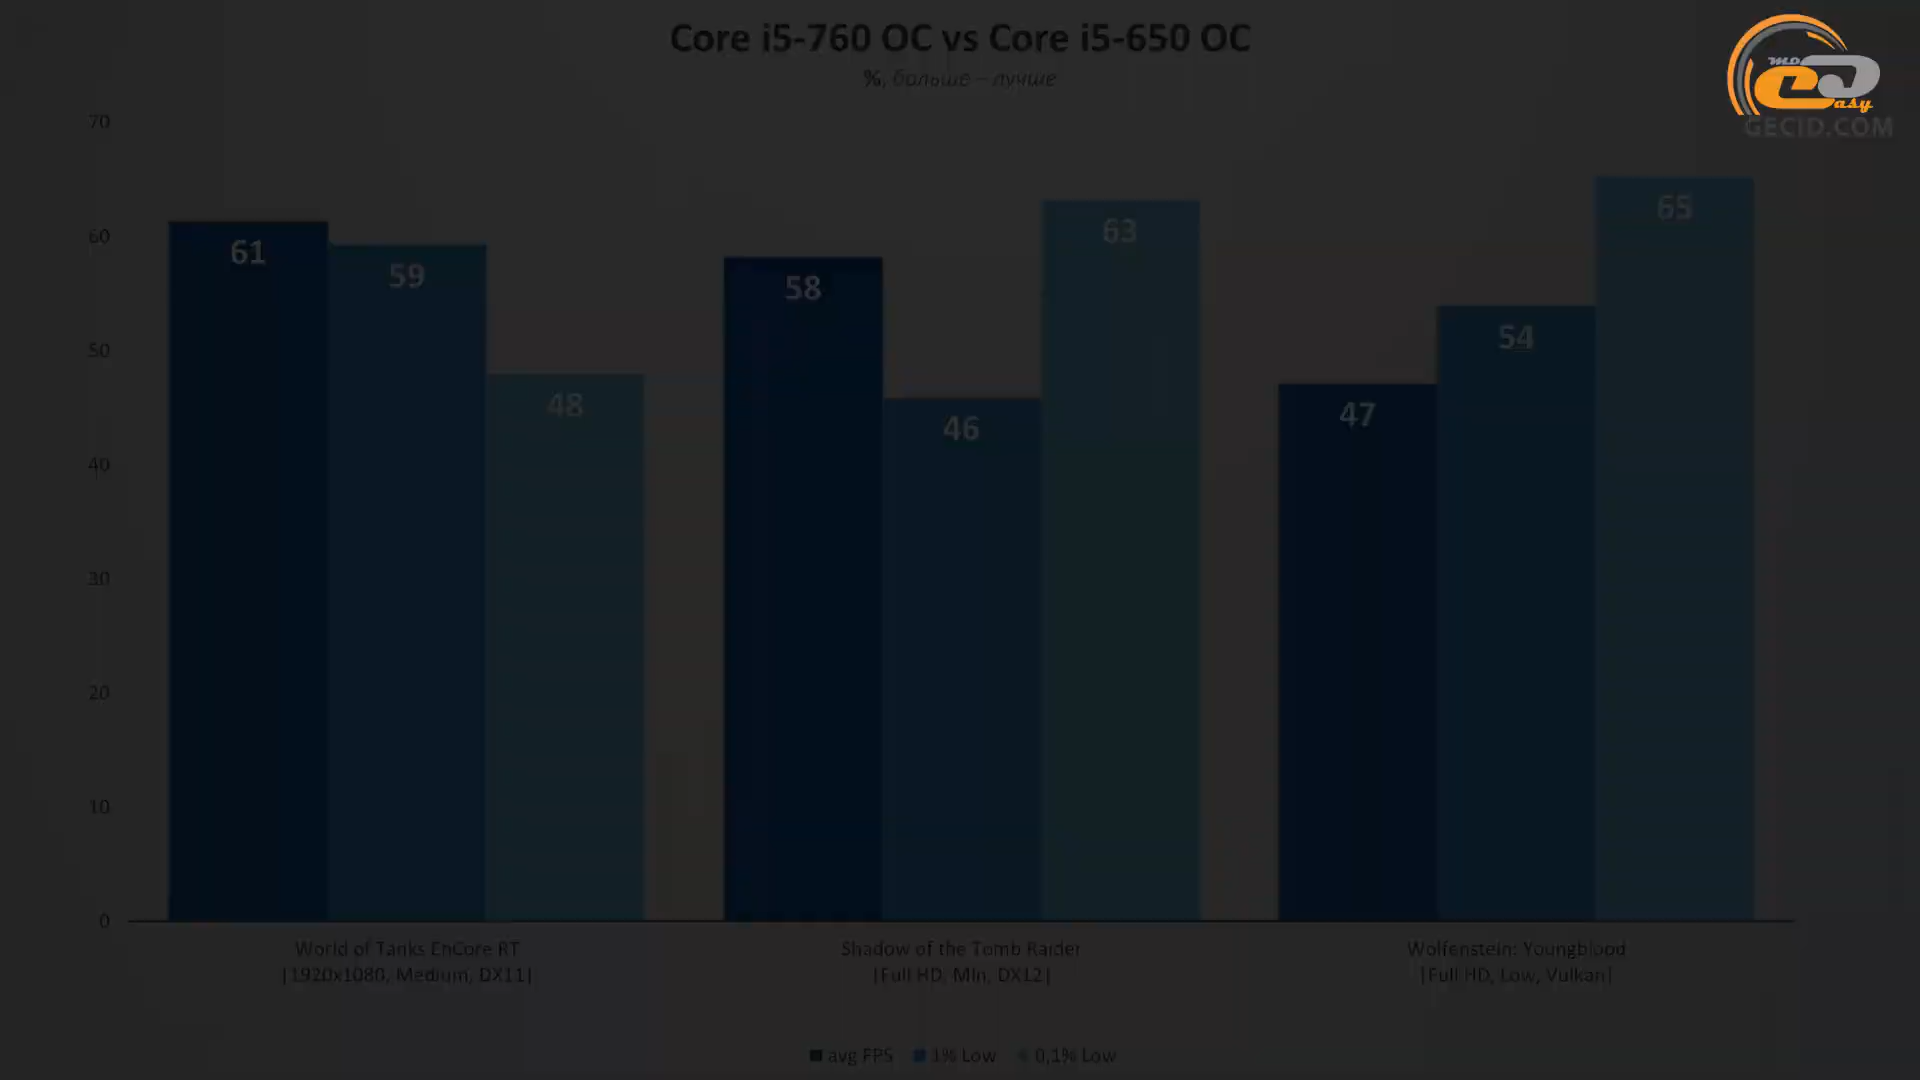 Core i5-760 OC vs Core i5-650 OC
%, больше – лучше
GECID.COM
asy
70
60
50
40
30
20
10
0
61
59
48
58
46
63
47
54
65
World of Tanks EnCore RT
[1920x1080, Medium, DX11]
Shadow of the Tomb Raider
[Full HD, Min, DX12]
Wolfenstein: Youngblood
[Full HD, Low, Vulkan]
avg FPS 1% Low 0,1% Low